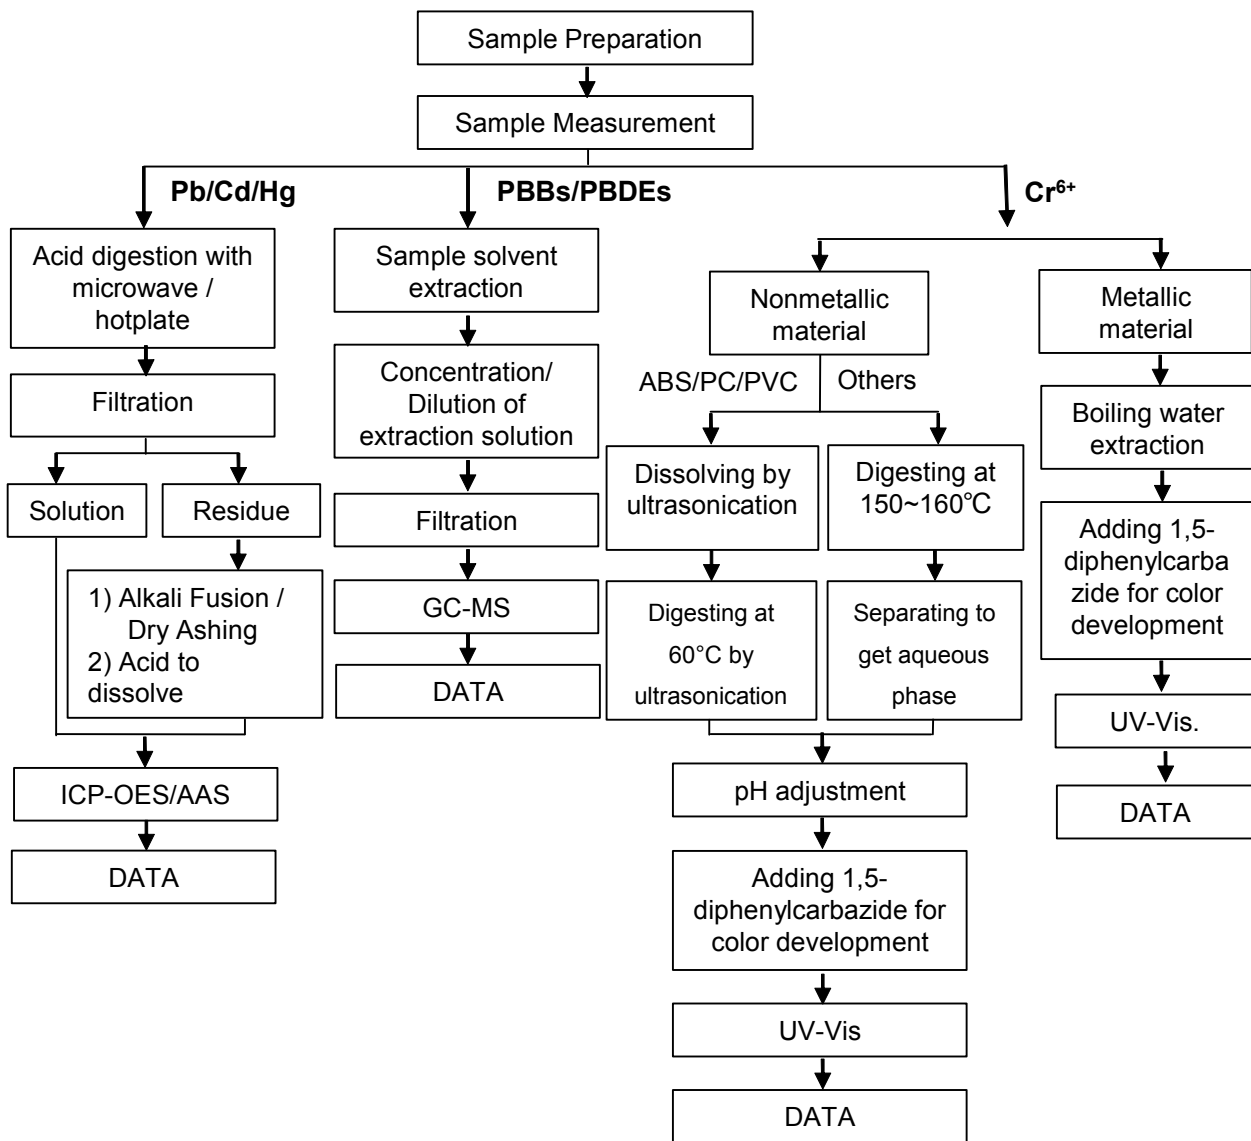 Sample Preparation
Sample Measurement
Pb/Cd/Hg
PBBs/PBDEs
Cr⁶⁺
Acid digestion with
microwave /
hotplate
Filtration
Solution
Residue
1) Alkali Fusion /
Dry Ashing
2) Acid to
dissolve
ICP-OES/AAS
DATA
Sample solvent
extraction
Concentration/
Dilution of
extraction solution
Filtration
GC-MS
DATA
Nonmetallic
material
ABS/PC/PVC
Others
Dissolving by
ultrasonication
Digesting at
60°C by
ultrasonication
Digesting at
150~160℃
Separating to
get aqueous
phase
pH adjustment
Adding 1,5-
diphenylcarbazide for
color development
UV-Vis
DATA
Metallic
material
Boiling water
extraction
Adding 1,5-
diphenylcarba
zide for color
development
UV-Vis.
DATA